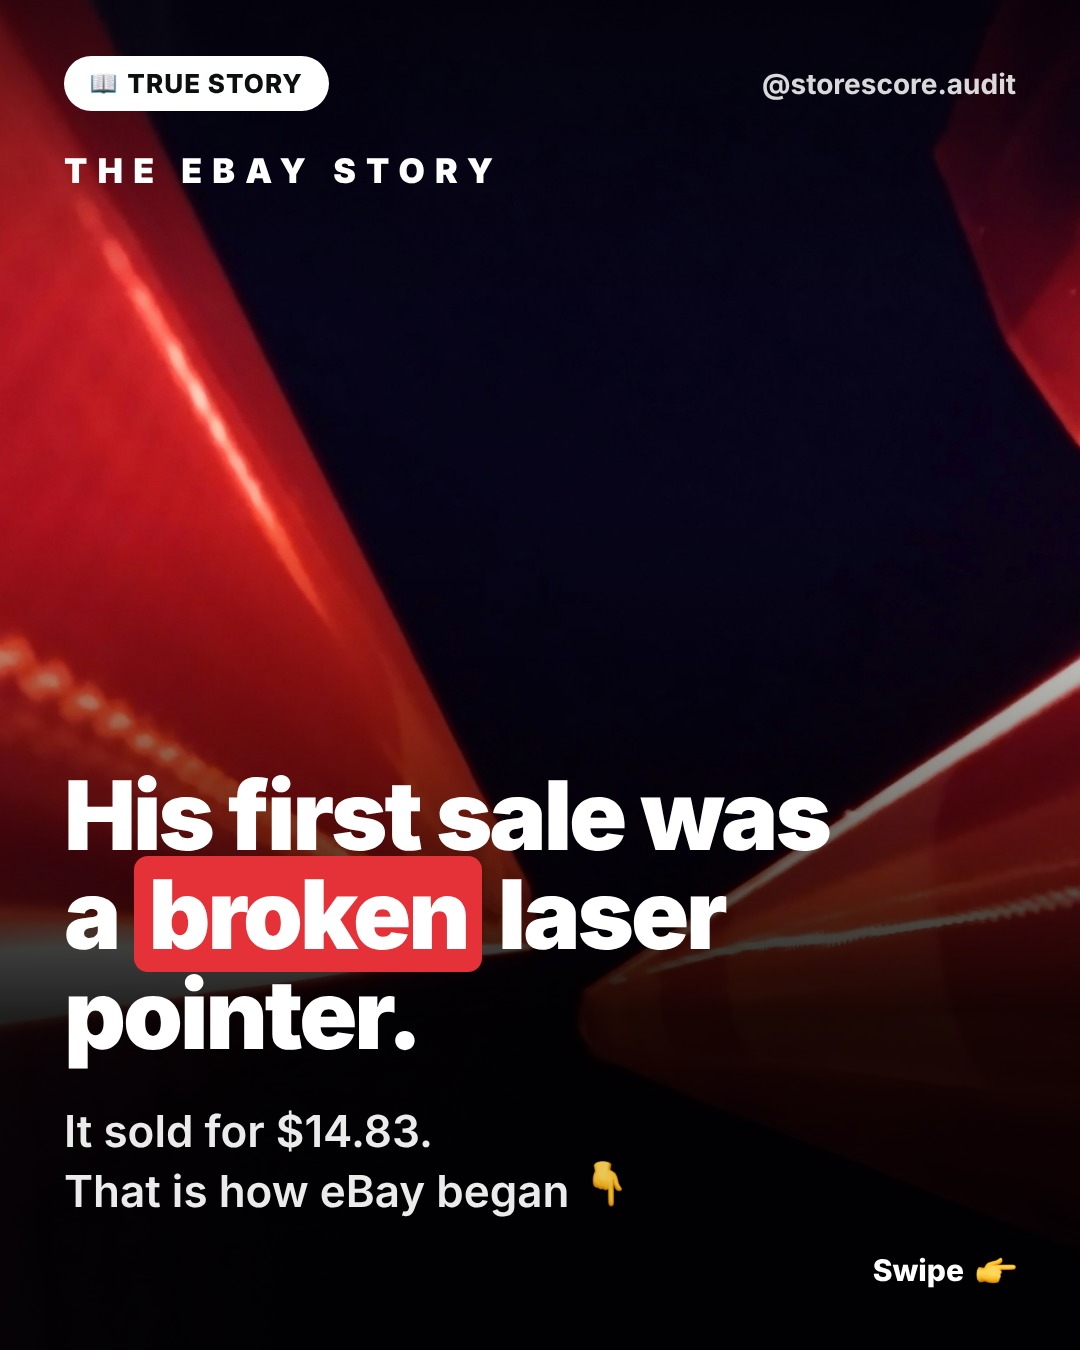 📖 TRUE STORY
@storescore.audit
THE EBAY STORY
His first sale was
a broken laser
pointer.
It sold for $14.83.
That is how eBay began 👇
Swipe 👉